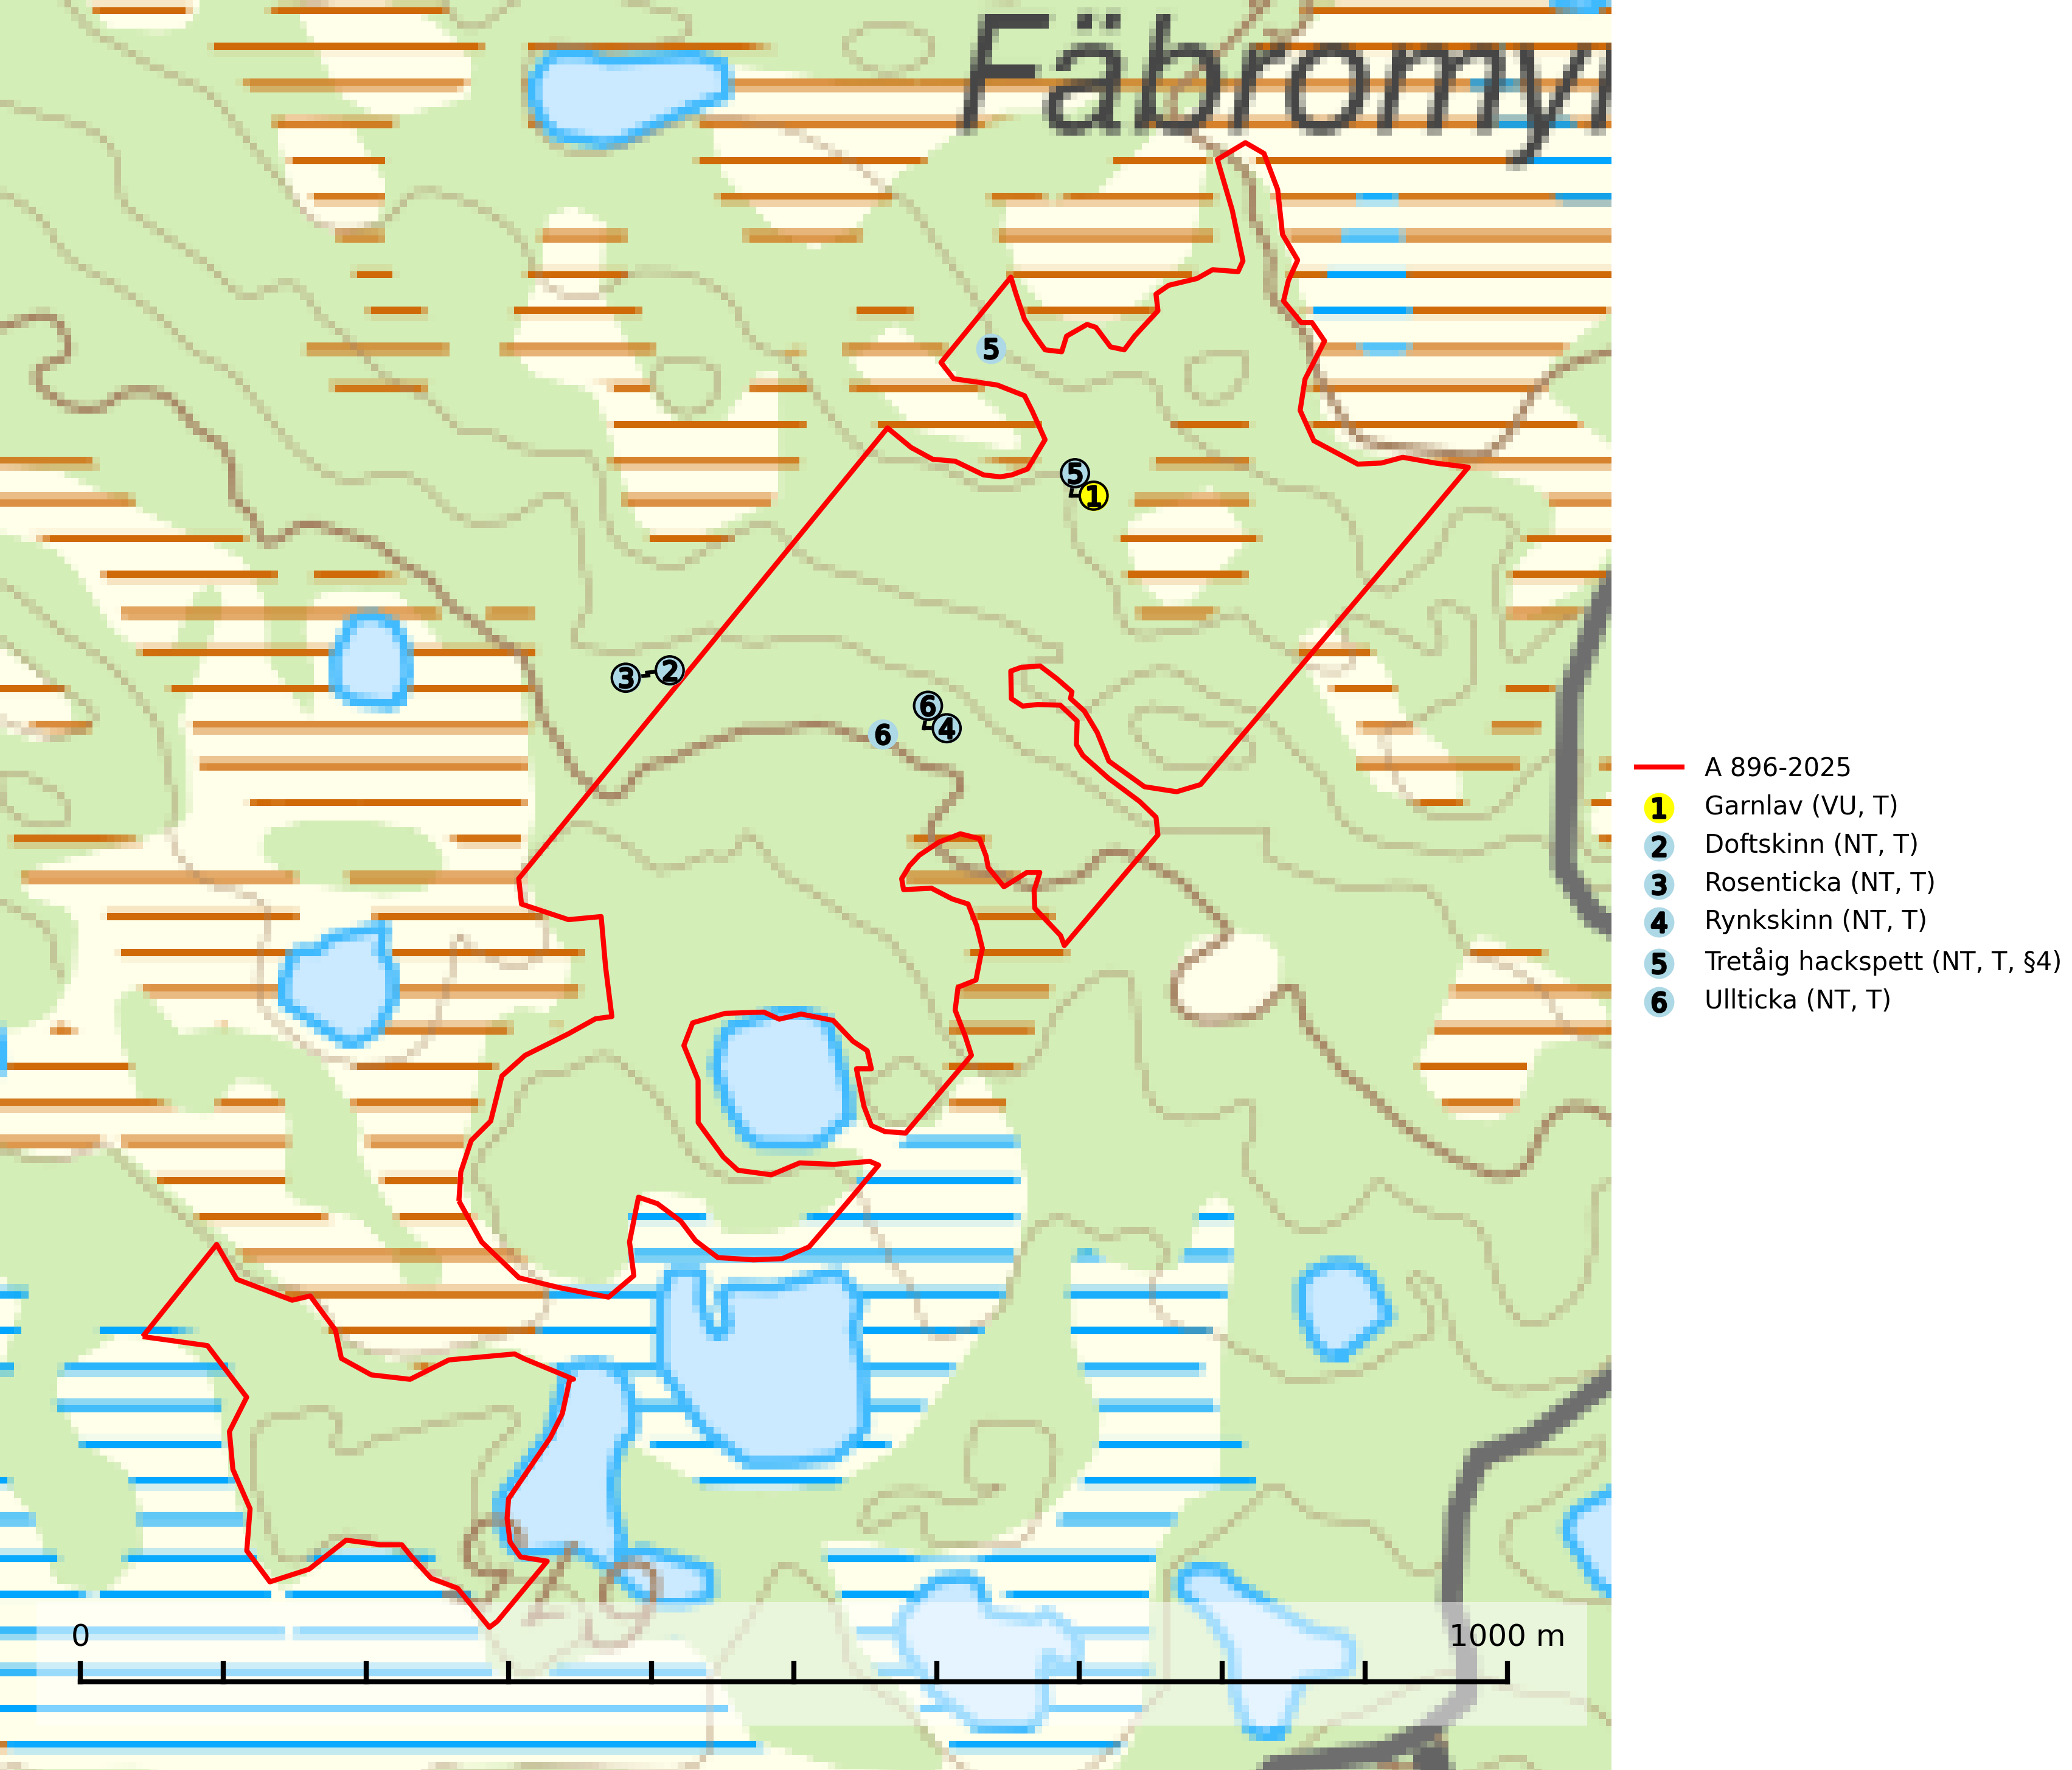 Fäbromy
5
5
1
3
2
6
4
6
0
1000 m
A 896-2025
1 Garnlav (VU, T)
2 Doftskinn (NT, T)
3 Rosenticka (NT, T)
4 Rynkskinn (NT, T)
5 Tretåig hackspett (NT, T, §4)
6 Ullticka (NT, T)